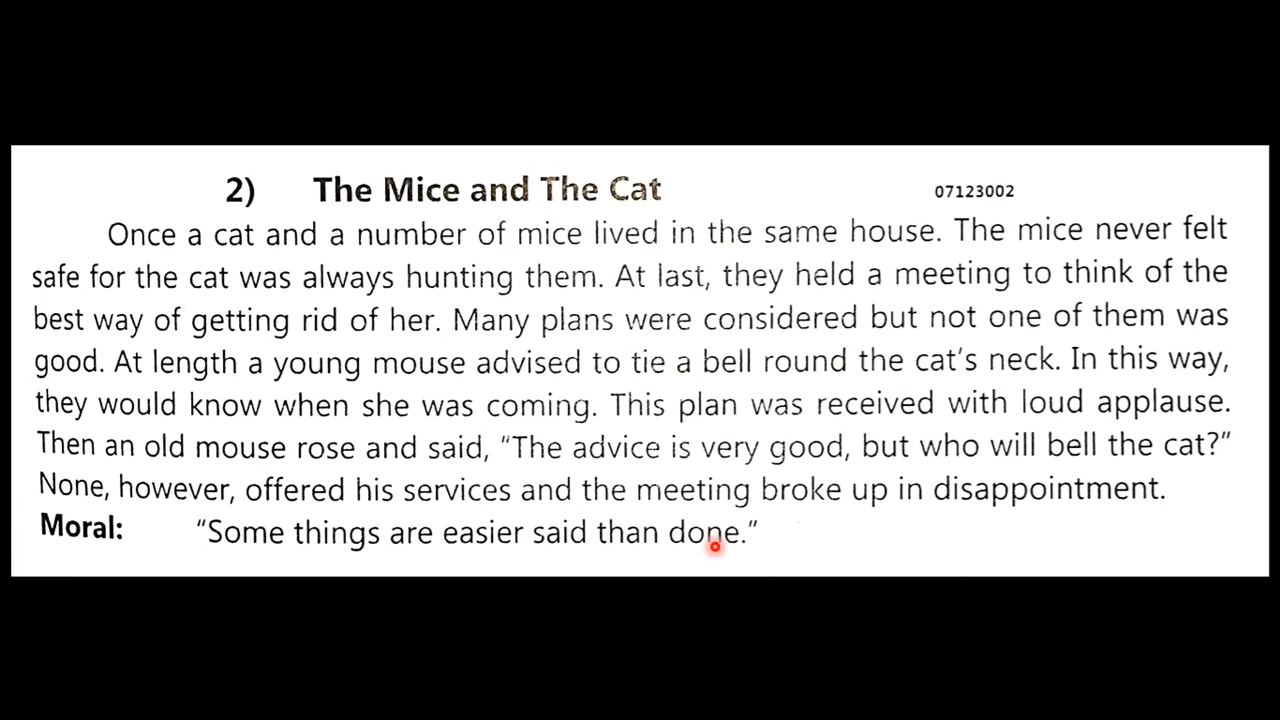 2) The Mice and The Cat 07123002
Once a cat and a number of mice lived in the same house. The mice never felt
safe for the cat was always hunting them. At last, they held a meeting to think of the
best way of getting rid of her. Many plans were considered but not one of them was
good. At length a young mouse advised to tie a bell round the cat's neck. In this way,
they would know when she was coming. This plan was received with loud applause.
Then an old mouse rose and said, “The advice is very good, but who will bell the cat?”
None, however, offered his services and the meeting broke up in disappointment.
Moral: “Some things are easier said than done.”